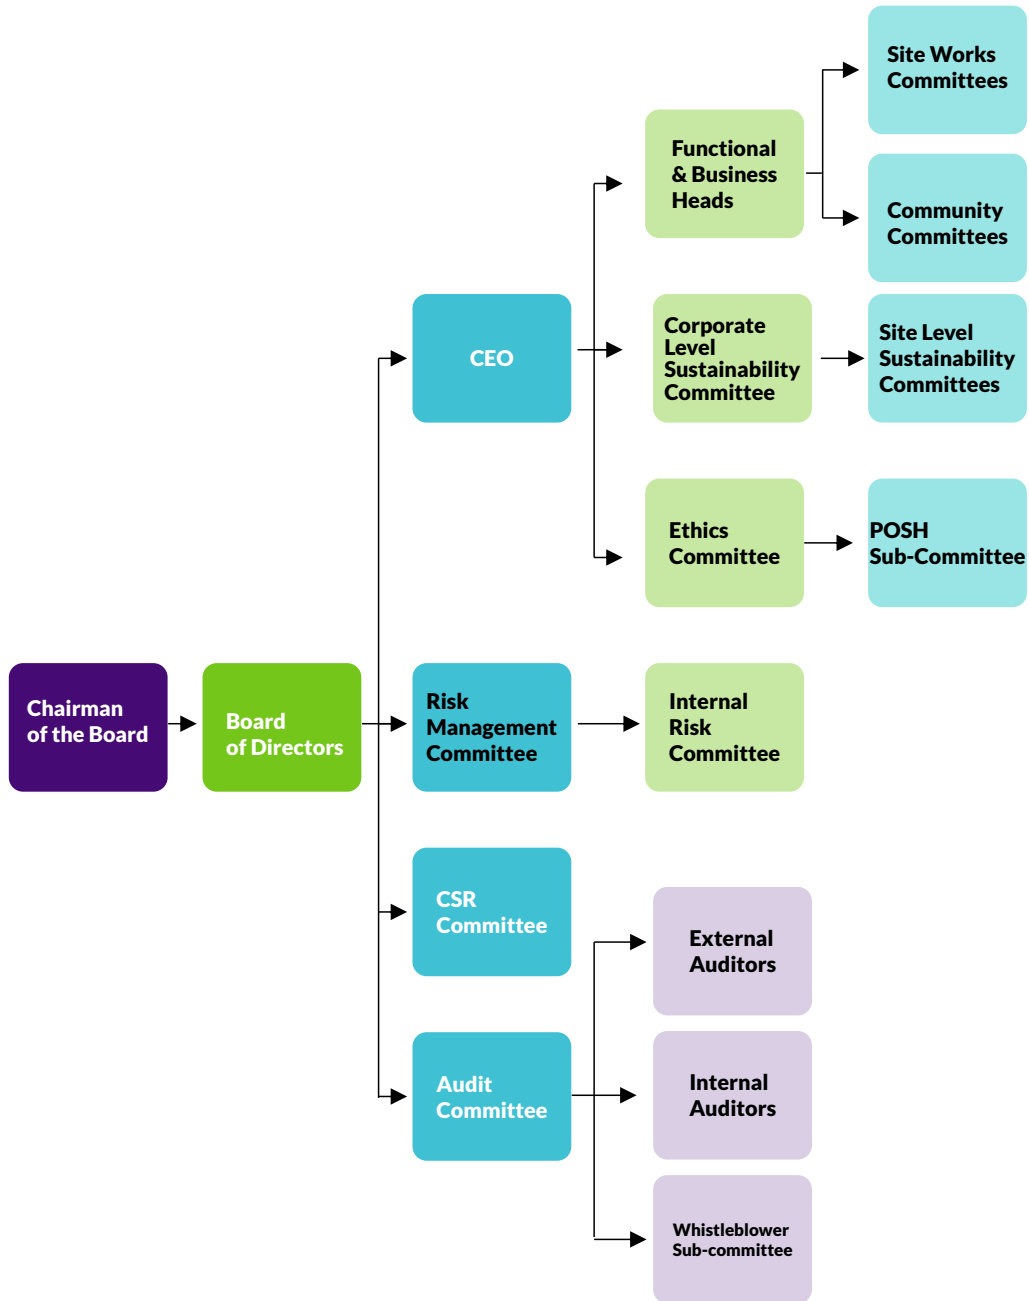 Site Works
Committees
Functional
& Business
Heads
Community
Committees
CEO
Corporate
Level
Sustainability
Committee
Site Level
Sustainability
Committees
Ethics
Committee
POSH
Sub-Committee
Chairman
of the Board
Board
of Directors
Risk
Management
Committee
Internal
Risk
Committee
CSR
Committee
External
Auditors
Audit
Committee
Internal
Auditors
Whistleblower
Sub-committee